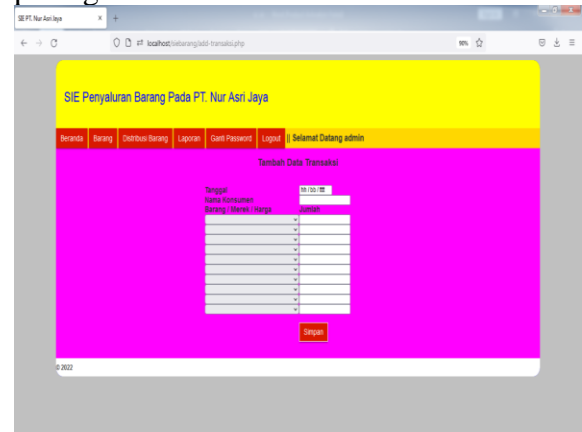 SIE PT. Nur Asri Jaya
localhost/siebarang/add-transaksi.php
90%
SIE Penyaluran Barang Pada PT. Nur Asri Jaya
Beranda Barang Distribusi Barang Laporan Ganti Password Logout || Selamat Datang admin
Tambah Data Transaksi
Tanggal hh / bb / tttt
Nama Konsumen
Barang / Merek / Harga Jumlah
Simpan
© 2022